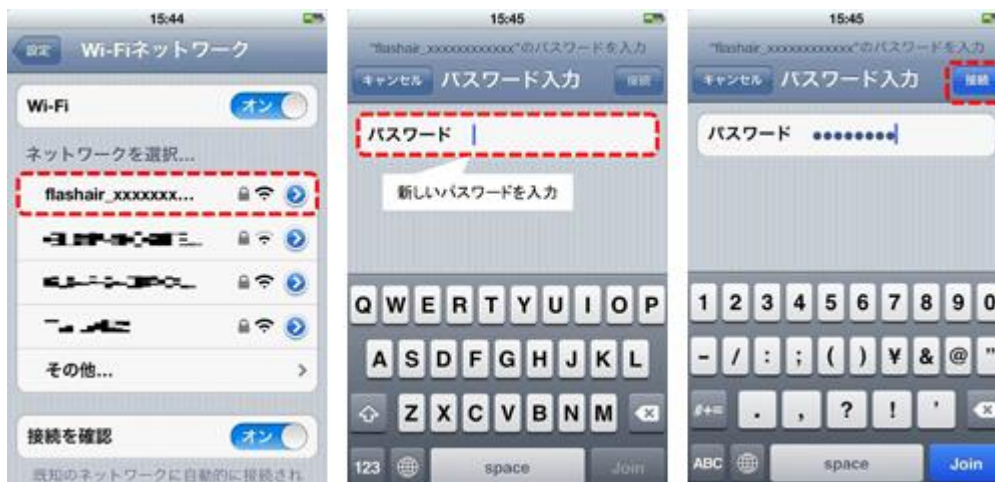 15:44
設定
Wi-Fiネットワーク
Wi-Fi
オン
ネットワークを選択...
flashair_xxxxxxx...
その他...
接続を確認
オン
既知のネットワークに自動的に接続され
15:45
"flashair_xxxxxxxxxxxx"のパスワードを入力
キャンセル
パスワード入力
接続
パスワード
新しいパスワードを入力
Q W E R T Y U I O P
A S D F G H J K L
Z X C V B N M
123
space
Join
15:45
"flashair_xxxxxxxxxxxx"のパスワードを入力
キャンセル
パスワード入力
接続
パスワード ●●●●●●●●
1 2 3 4 5 6 7 8 9 0
- / : ; ( ) ¥ & @ "
#+= . , ? ! '
ABC
space
Join